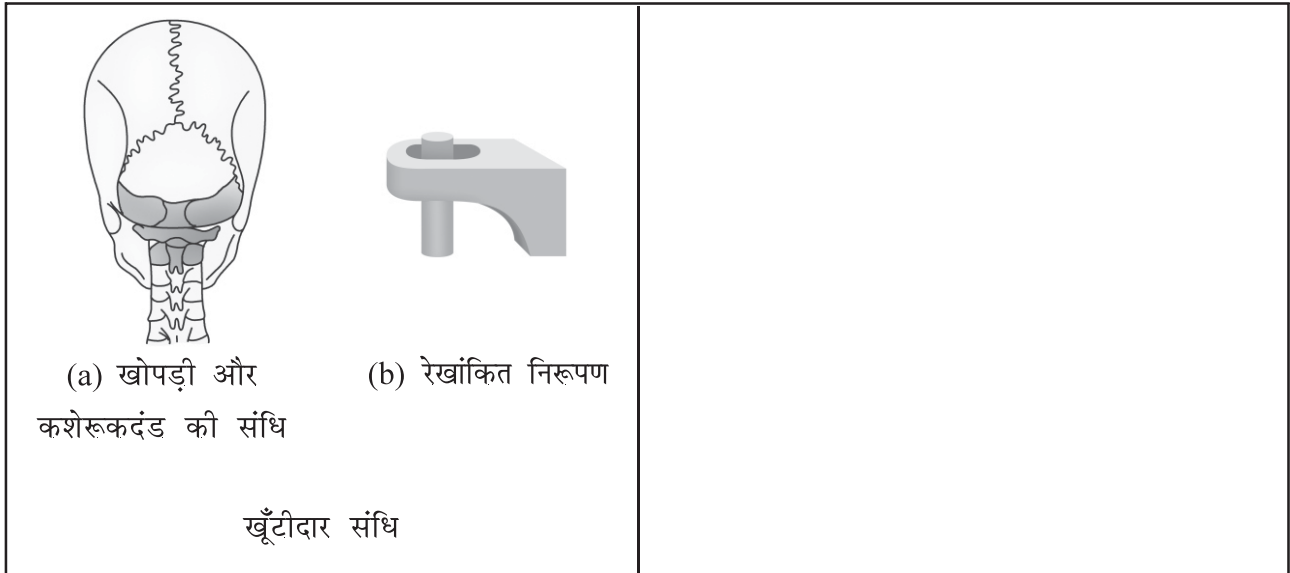 (a) खोपड़ी और
कशेरूकदंड की संधि
(b) रेखांकित निरूपण
खूँटीदार संधि